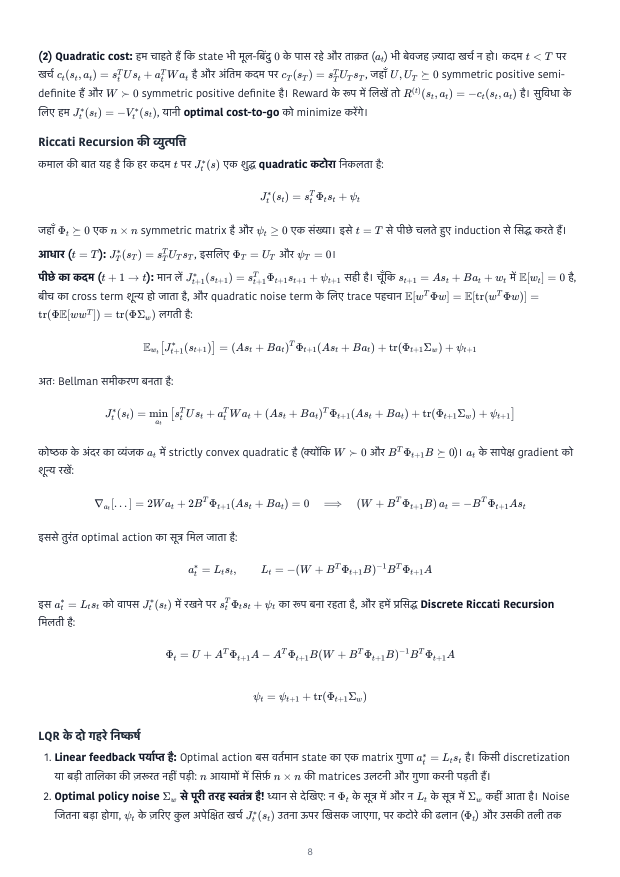 (2) Quadratic cost: हम चाहते हैं कि state भी मूल-बिंदु 0 के पास रहे और ताक़त (a_t) भी बेवजह ज़्यादा खर्च न हो। कदम t < T पर
खर्च c_t(s_t, a_t) = s_t^T U s_t + a_t^T W a_t है और अंतिम कदम पर c_T(s_T) = s_T^T U_T s_T, जहाँ U, U_T ⪰ 0 symmetric positive semi-
definite हैं और W ≻ 0 symmetric positive definite है। Reward के रूप में लिखें तो R^{(t)}(s_t, a_t) = −c_t(s_t, a_t) है। सुविधा के
लिए हम J_t^*(s_t) = −V_t^*(s_t), यानी optimal cost-to-go को minimize करेंगे।
Riccati Recursion की व्युत्पत्ति
कमाल की बात यह है कि हर कदम t पर J_t^*(s) एक शुद्ध quadratic कटोरा निकलता है:
J_t^*(s_t) = s_t^T Φ_t s_t + ψ_t
जहाँ Φ_t ⪰ 0 एक n × n symmetric matrix है और ψ_t ≥ 0 एक संख्या। इसे t = T से पीछे चलते हुए induction से सिद्ध करते हैं।
आधार (t = T): J_T^*(s_T) = s_T^T U_T s_T, इसलिए Φ_T = U_T और ψ_T = 0।
पीछे का कदम (t + 1 → t): मान लें J_{t+1}^*(s_{t+1}) = s_{t+1}^T Φ_{t+1} s_{t+1} + ψ_{t+1} सही है। चूँकि s_{t+1} = As_t + Ba_t + w_t में 𝔼[w_t] = 0 है,
बीच का cross term शून्य हो जाता है, और quadratic noise term के लिए trace पहचान 𝔼[w^T Φw] = 𝔼[tr(w^T Φw)] =
tr(Φ𝔼[ww^T]) = tr(ΦΣ_w) लगती है:
𝔼_{w_t}[J_{t+1}^*(s_{t+1})] = (As_t + Ba_t)^T Φ_{t+1}(As_t + Ba_t) + tr(Φ_{t+1}Σ_w) + ψ_{t+1}
अतः Bellman समीकरण बनता है:
J_t^*(s_t) = min_{a_t} [s_t^T U s_t + a_t^T W a_t + (As_t + Ba_t)^T Φ_{t+1}(As_t + Ba_t) + tr(Φ_{t+1}Σ_w) + ψ_{t+1}]
कोष्ठक के अंदर का व्यंजक a_t में strictly convex quadratic है (क्योंकि W ≻ 0 और B^T Φ_{t+1}B ⪰ 0)। a_t के सापेक्ष gradient को
शून्य रखें:
∇_{a_t}[…] = 2Wa_t + 2B^T Φ_{t+1}(As_t + Ba_t) = 0 ⟹ (W + B^T Φ_{t+1}B) a_t = −B^T Φ_{t+1}As_t
इससे तुरंत optimal action का सूत्र मिल जाता है:
a_t^* = L_t s_t, L_t = −(W + B^T Φ_{t+1}B)^{−1}B^T Φ_{t+1}A
इस a_t^* = L_t s_t को वापस J_t^*(s_t) में रखने पर s_t^T Φ_t s_t + ψ_t का रूप बना रहता है, और हमें प्रसिद्ध Discrete Riccati Recursion
मिलती है:
Φ_t = U + A^T Φ_{t+1}A − A^T Φ_{t+1}B(W + B^T Φ_{t+1}B)^{−1}B^T Φ_{t+1}A
ψ_t = ψ_{t+1} + tr(Φ_{t+1}Σ_w)
LQR के दो गहरे निष्कर्ष
1. Linear feedback पर्याप्त है: Optimal action बस वर्तमान state का एक matrix गुणा a_t^* = L_t s_t है। किसी discretization
या बड़ी तालिका की ज़रूरत नहीं पड़ी: n आयामों में सिर्फ़ n × n की matrices उलटनी और गुणा करनी पड़ती हैं।
2. Optimal policy noise Σ_w से पूरी तरह स्वतंत्र है! ध्यान से देखिए: न Φ_t के सूत्र में और न L_t के सूत्र में Σ_w कहीं आता है। Noise
जितना बड़ा होगा, ψ_t के ज़रिए कुल अपेक्षित खर्च J_t^*(s_t) उतना ऊपर खिसक जाएगा, पर कटोरे की ढलान (Φ_t) और उसकी तली तक
8